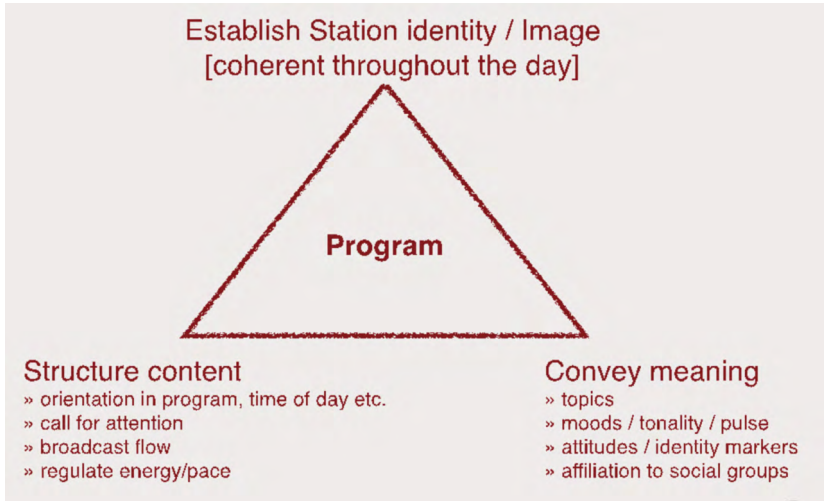 Establish Station identity / Image
[coherent throughout the day]
Program
Structure content
» orientation in program, time of day etc.
» call for attention
» broadcast flow
» regulate energy/pace
Convey meaning
» topics
» moods / tonality / pulse
» attitudes / identity markers
» affiliation to social groups